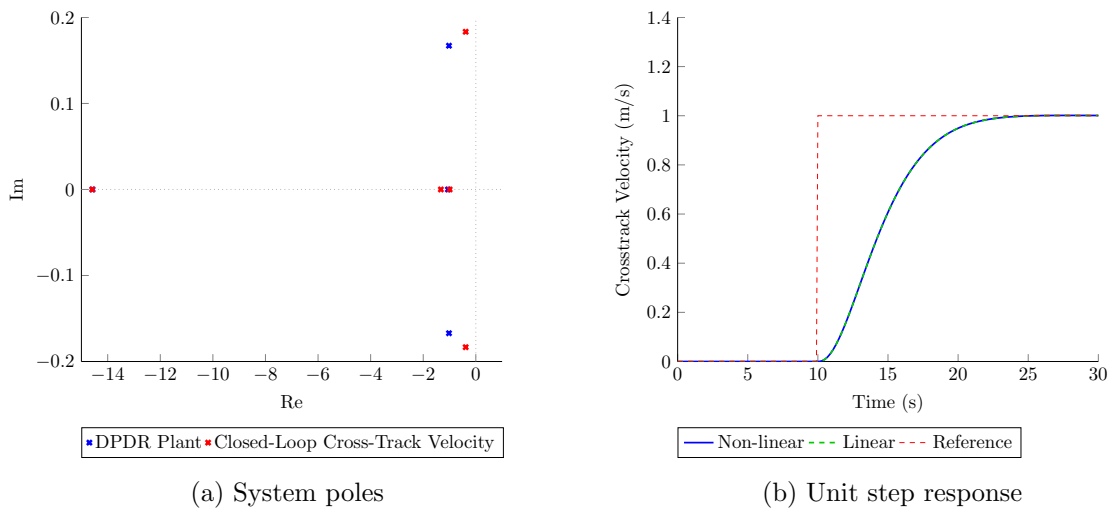 0.2
0.1
0
−0.1
−0.2
Im
−14 −12 −10 −8 −6 −4 −2 0
Re
DPDR Plant Closed-Loop Cross-Track Velocity
(a) System poles
1.4
1.2
1
0.8
0.6
0.4
0.2
0
Crosstrack Velocity (m/s)
0 5 10 15 20 25 30
Time (s)
Non-linear Linear Reference
(b) Unit step response